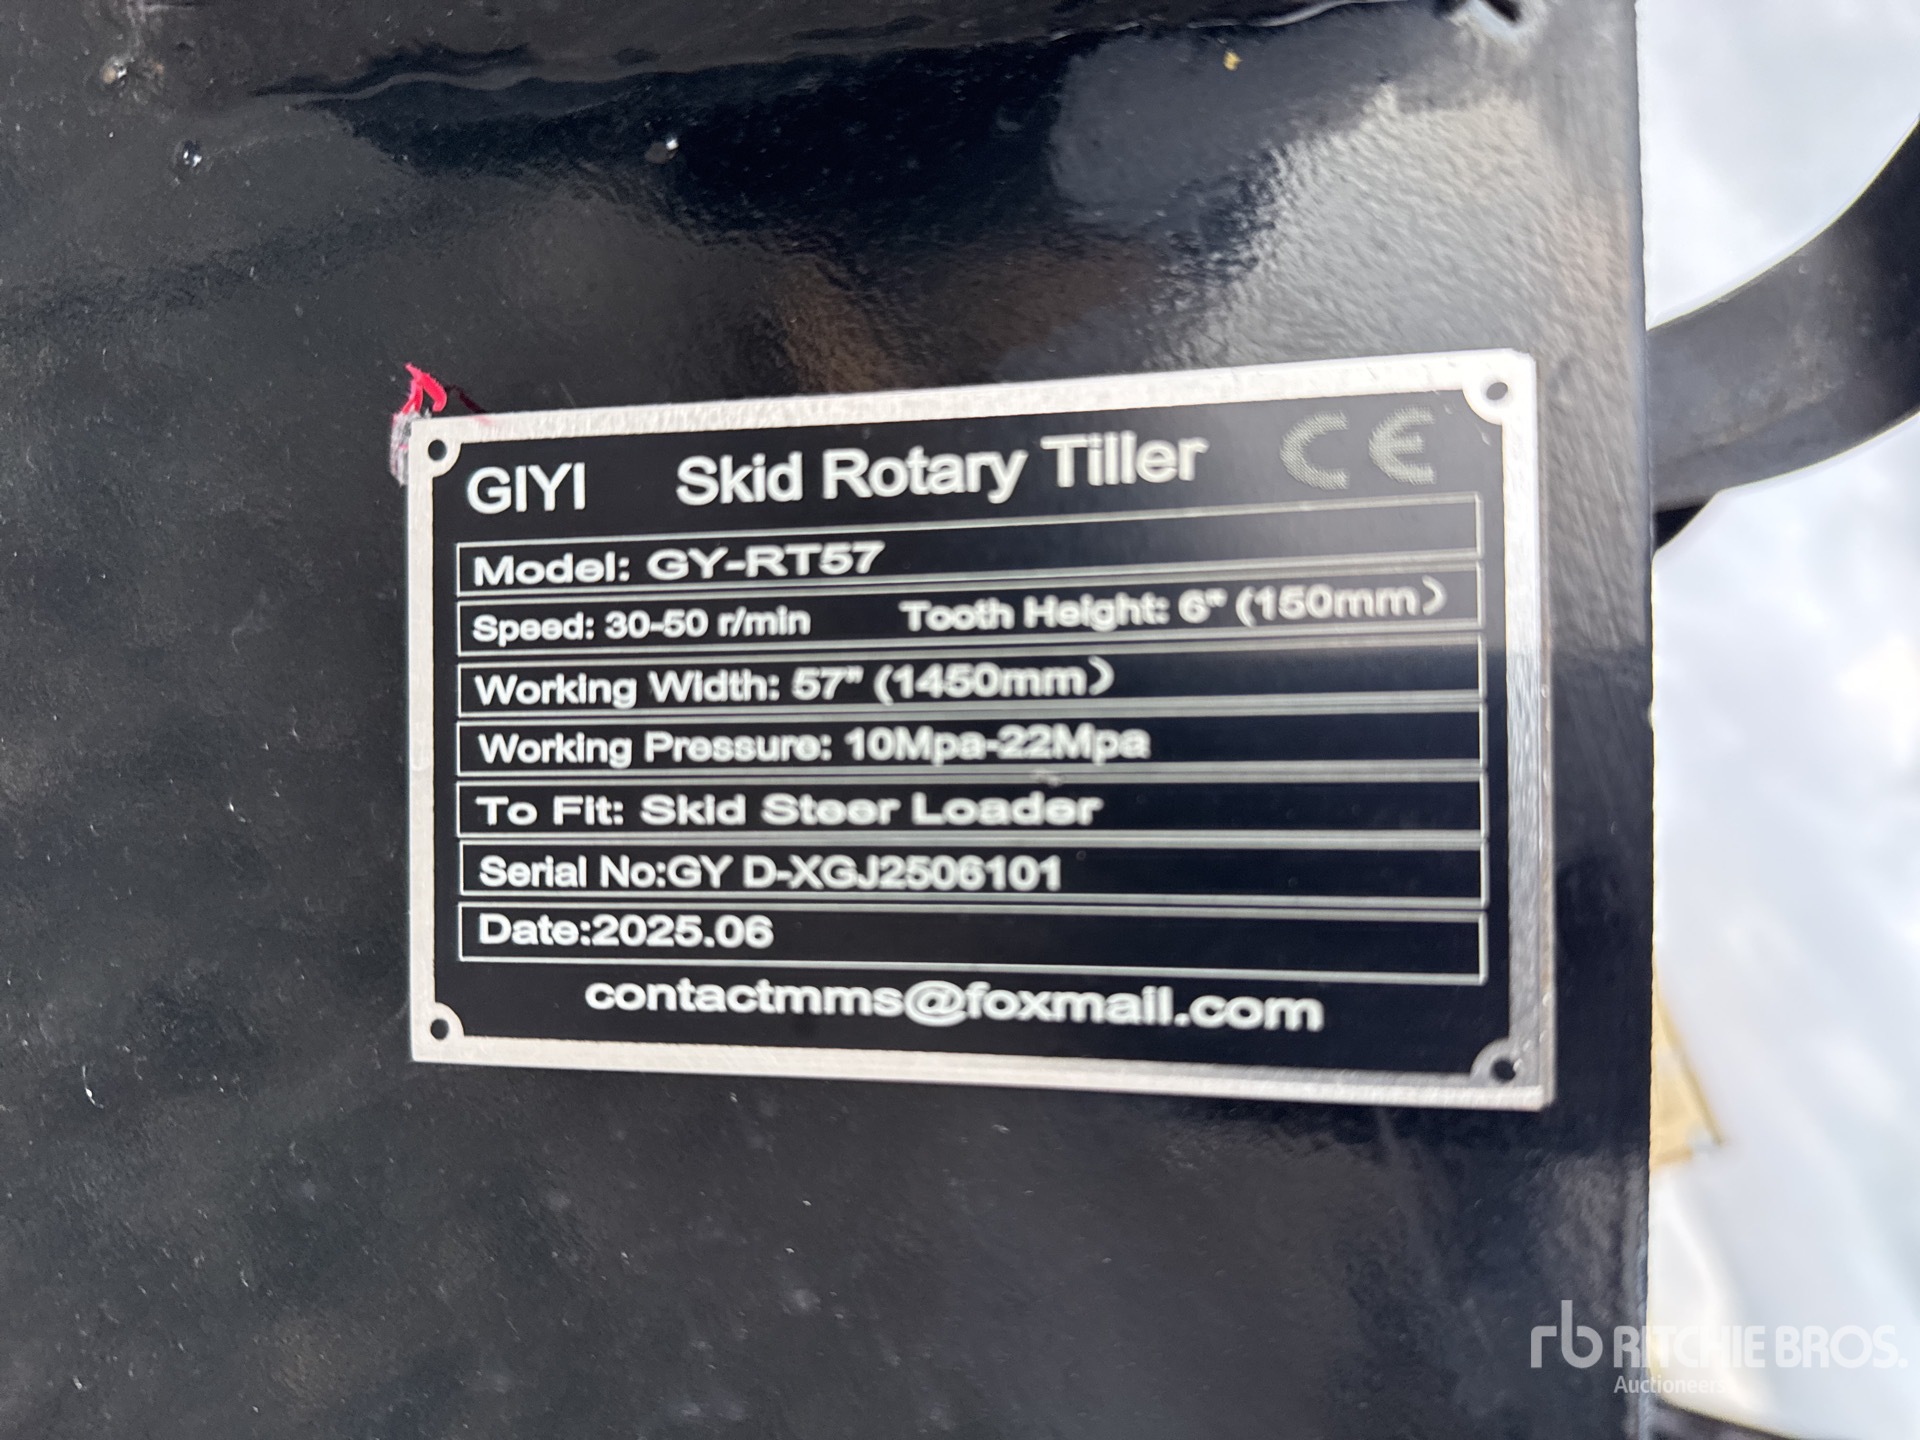 GIYI Skid Rotary Tiller CE
Model: GY-RT57
Speed: 30-50 r/min Tooth Height: 6" (150mm）
Working Width: 57" (1450mm）
Working Pressure: 10Mpa-22Mpa
To Fit: Skid Steer Loader
Serial No:GY D-XGJ2506101
Date:2025.06
contactmms@foxmail.com
rb RITCHIE BROS.
Auctioneers